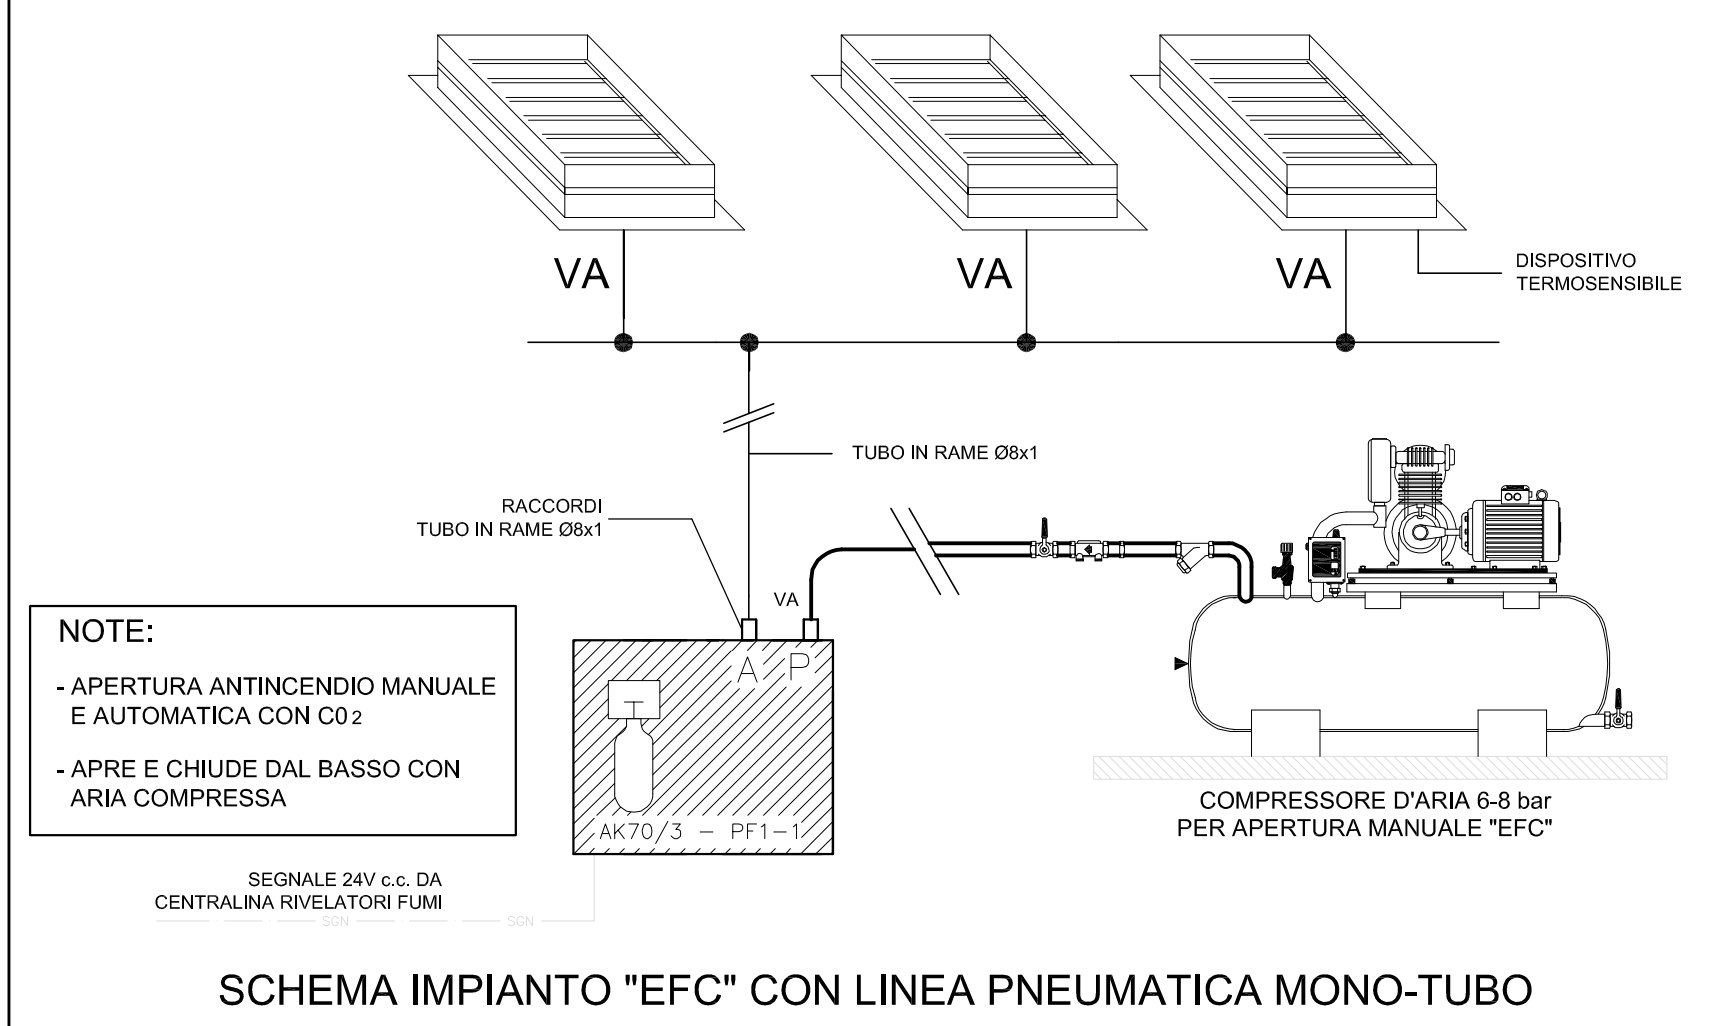 VA
VA
VA
DISPOSITIVO
TERMOSENSIBILE
TUBO IN RAME Ø8x1
RACCORDI
TUBO IN RAME Ø8x1
VA
NOTE:
- APERTURA ANTINCENDIO MANUALE
E AUTOMATICA CON C02
- APRE E CHIUDE DAL BASSO CON
ARIA COMPRESSA
A P
AK70/3 - PF1-1
COMPRESSORE D'ARIA 6-8 bar
PER APERTURA MANUALE "EFC"
SEGNALE 24V c.c. DA
CENTRALINA RIVELATORI FUMI
SGN SGN
SCHEMA IMPIANTO "EFC" CON LINEA PNEUMATICA MONO-TUBO